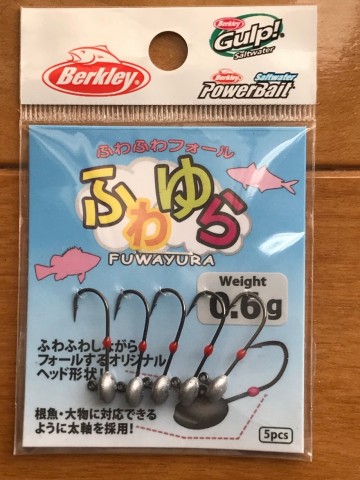 Berkley
Berkley
Gulp!
Saltwater
Berkley Saltwater
PowerBait
ふわふわフォール
ふわゆら
FUWAYURA
Weight
0.6g
ふわふわしながら
フォールするオリジナル
ヘッド形状!
根魚・大物に対応できる
ように太軸を採用!
5pcs